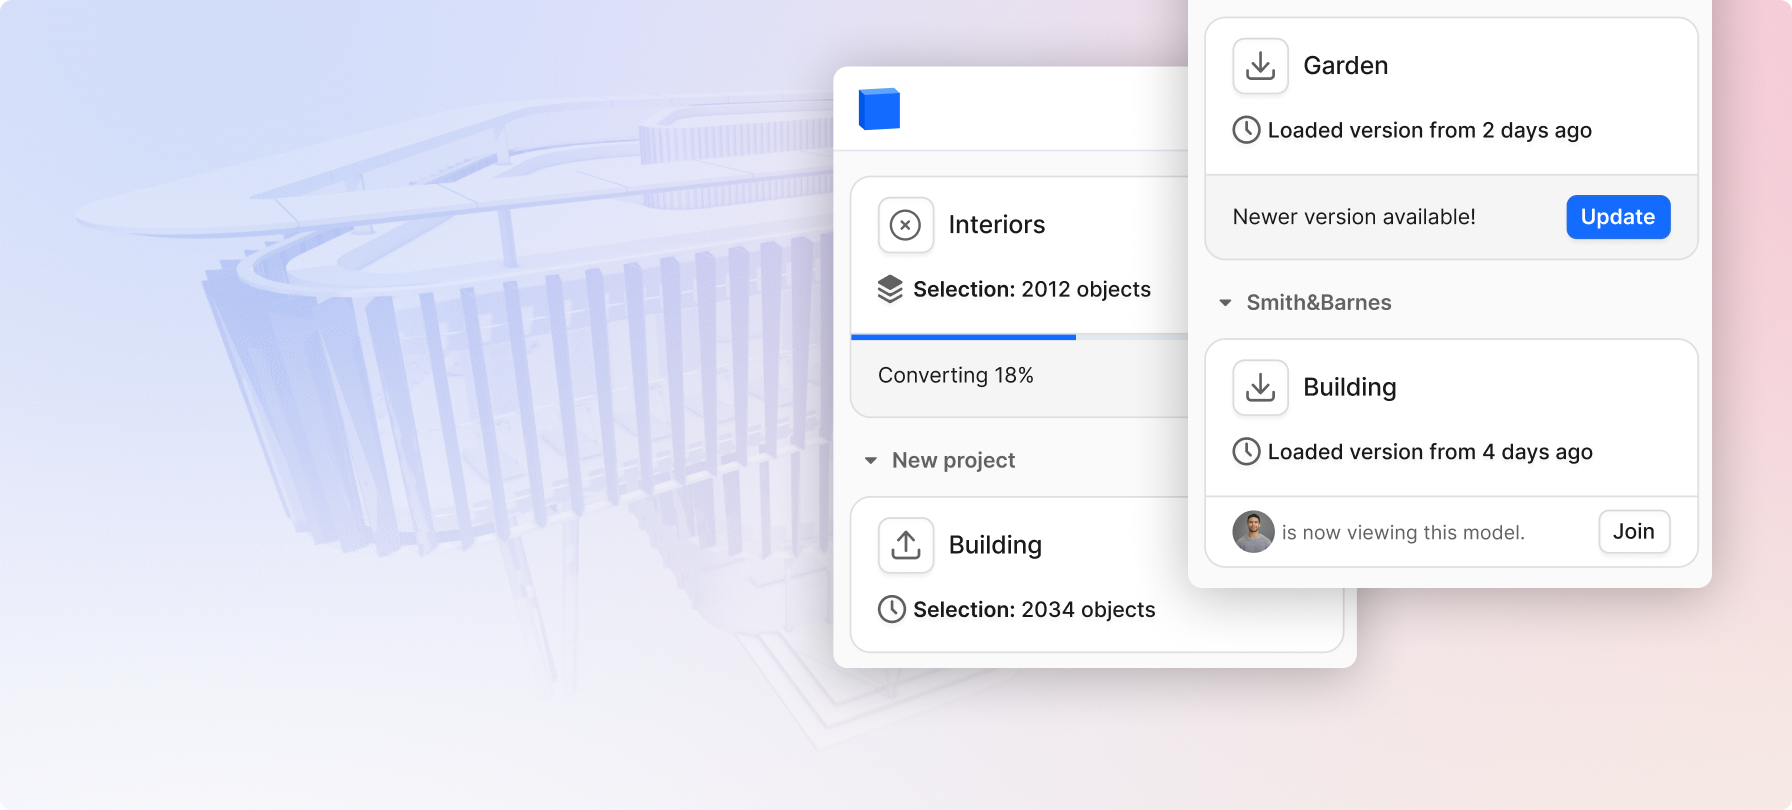 Interiors
Selection: 2012 objects
Converting 18%
New project
Building
Selection: 2034 objects
Garden
Loaded version from 2 days ago
Newer version available!
Update
Smith&Barnes
Building
Loaded version from 4 days ago
is now viewing this model.
Join